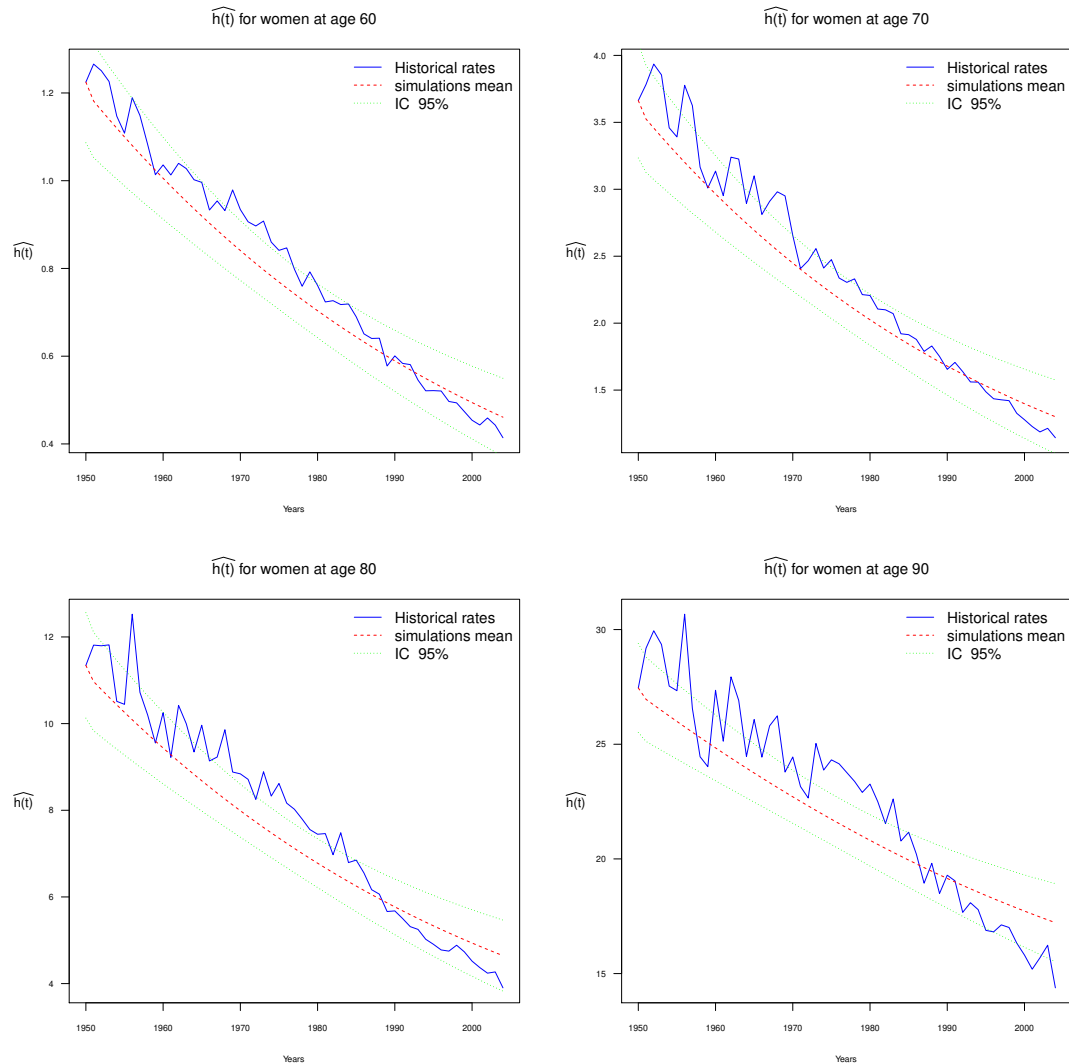 h(t) for women at age 60
Historical rates
simulations mean
IC 95%
1.2
1.0
h(t)
0.8
0.6
0.4
1950 1960 1970 1980 1990 2000
Years
h(t) for women at age 70
Historical rates
simulations mean
IC 95%
4.0
3.5
3.0
h(t)
2.5
2.0
1.5
1950 1960 1970 1980 1990 2000
Years
h(t) for women at age 80
Historical rates
simulations mean
IC 95%
12
10
h(t)
8
6
4
1950 1960 1970 1980 1990 2000
Years
h(t) for women at age 90
Historical rates
simulations mean
IC 95%
30
25
h(t)
20
15
1950 1960 1970 1980 1990 2000
Years